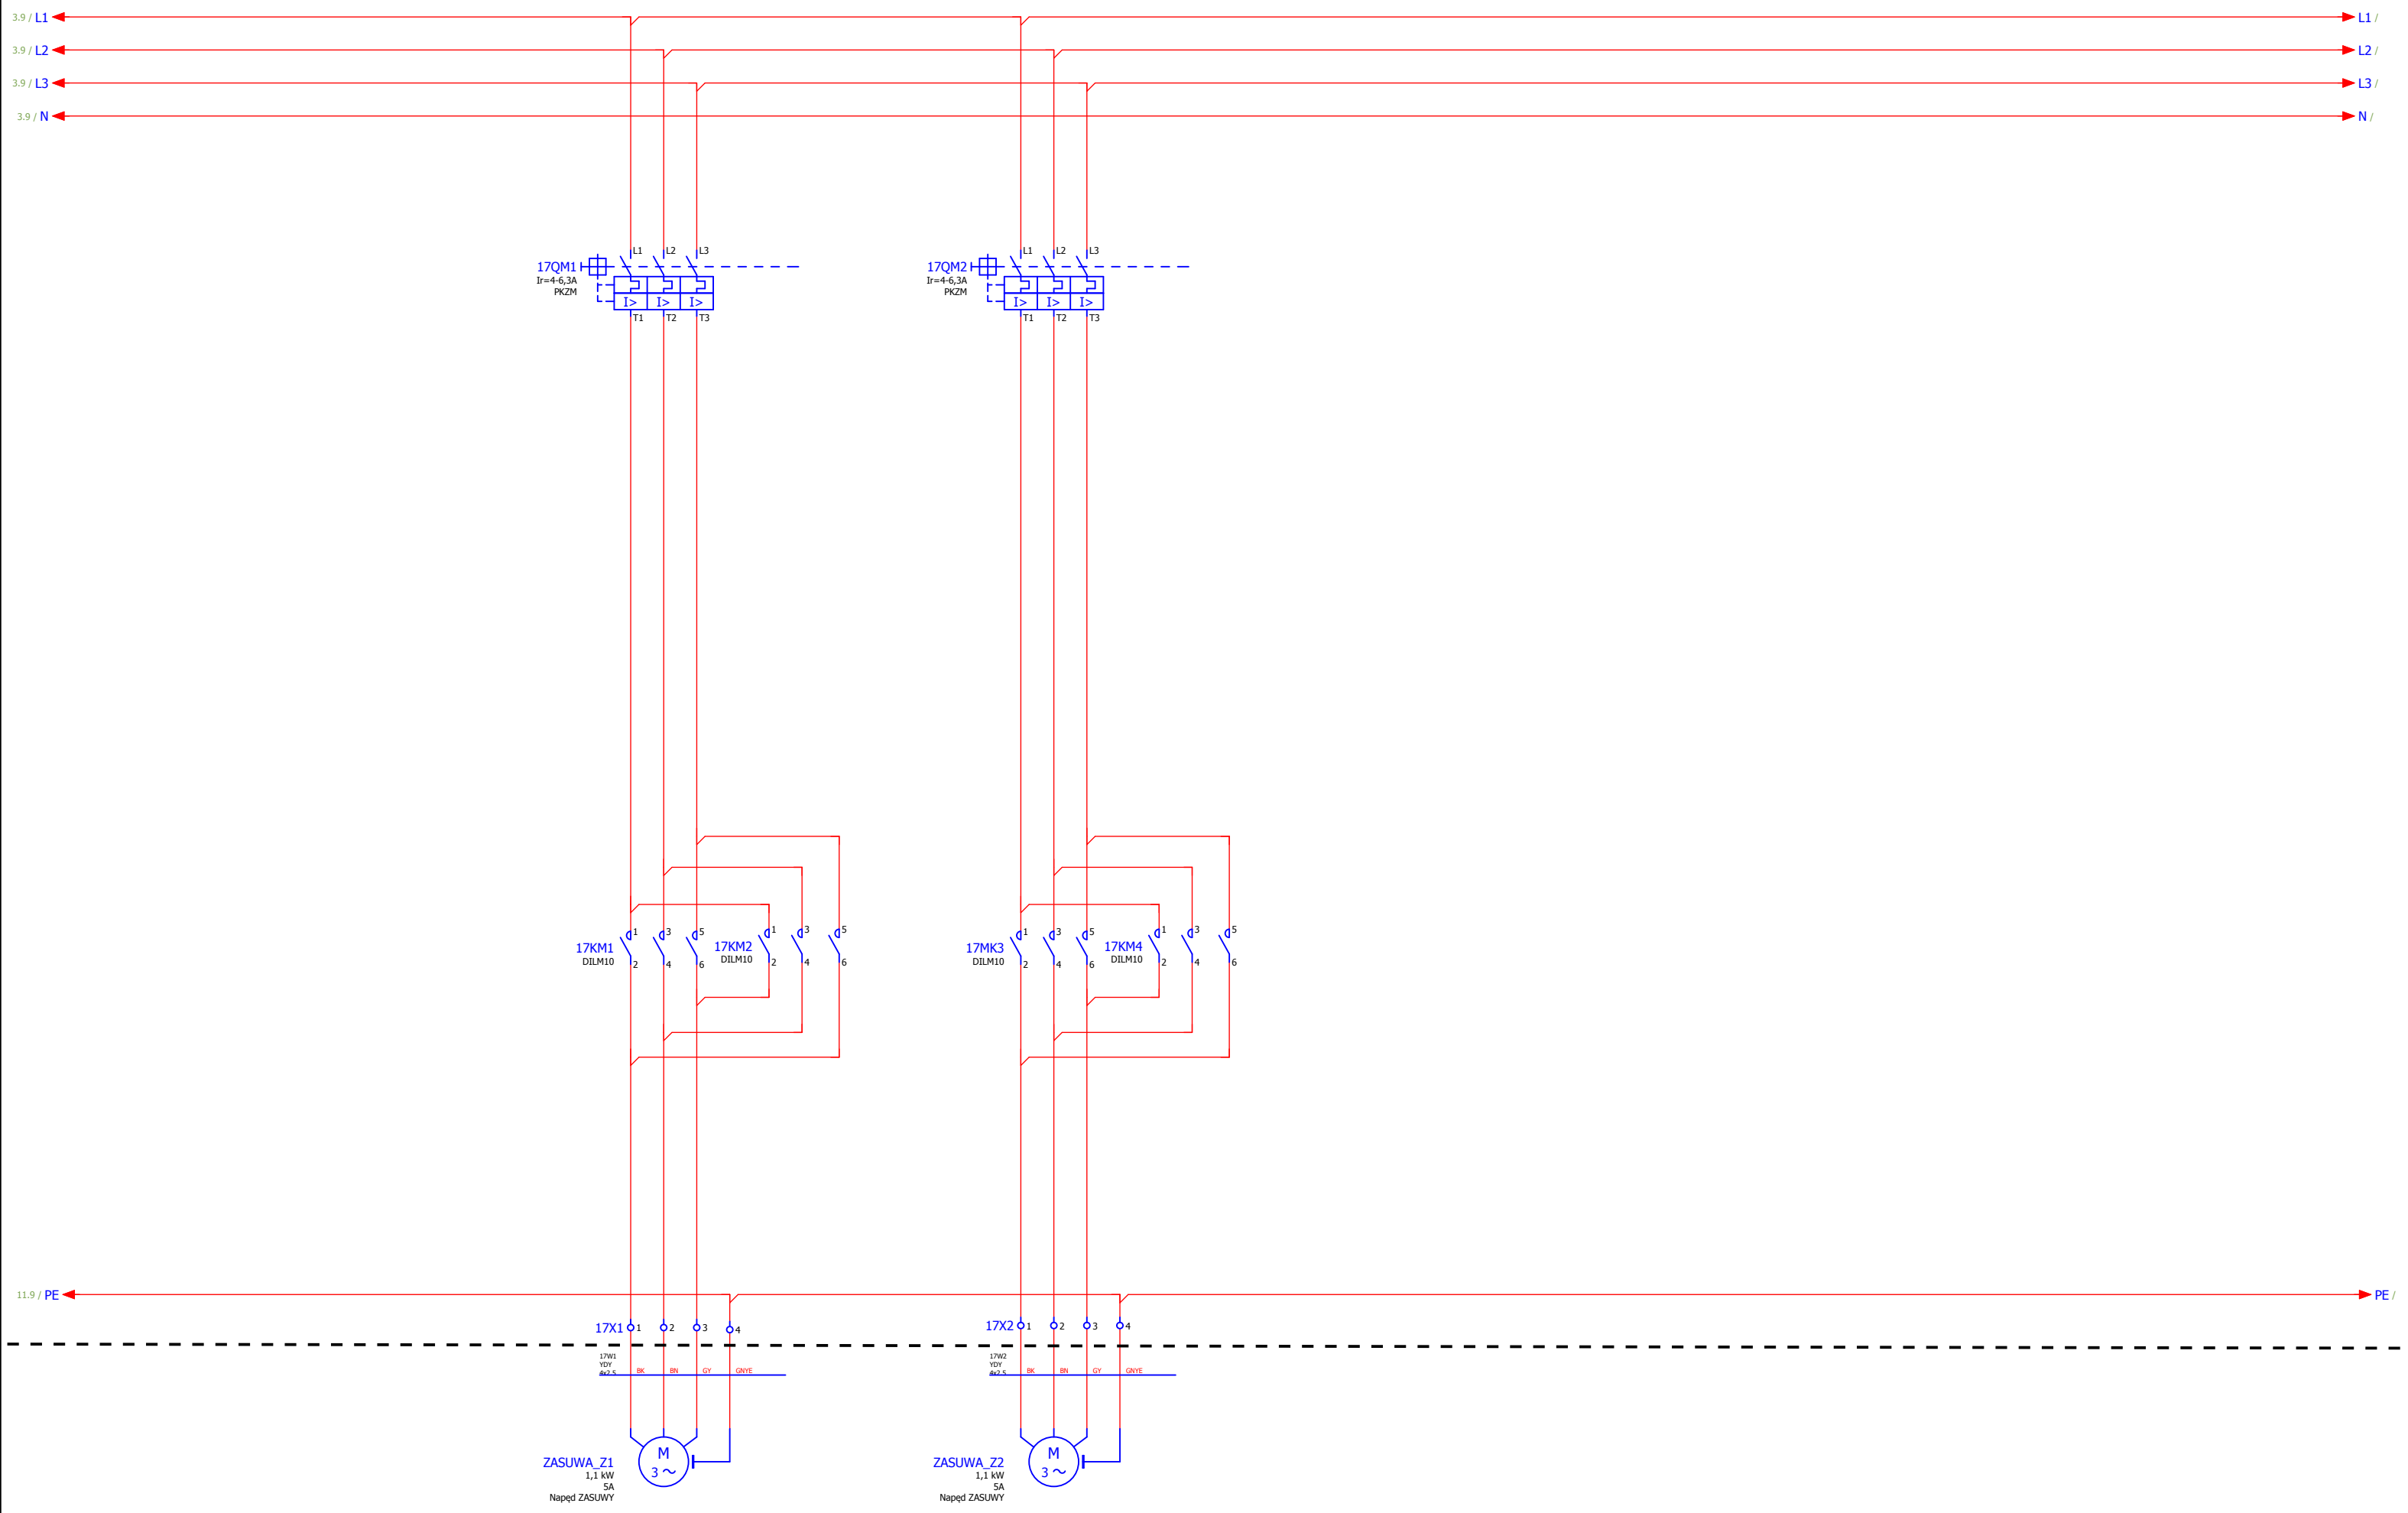 3.9 / L1
L1 /
3.9 / L2
L2 /
3.9 / L3
L3 /
3.9 / N
N /
L1 L2 L3
17QM1
Ir=4-6,3A
PKZM
I> I> I>
T1 T2 T3
L1 L2 L3
17QM2
Ir=4-6,3A
PKZM
I> I> I>
T1 T2 T3
1 3 5
17KM1
DILM10
2 4 6
1 3 5
17KM2
DILM10
2 4 6
1 3 5
17MK3
DILM10
2 4 6
1 3 5
17KM4
DILM10
2 4 6
11.9 / PE
PE /
17X1 1 2 3 4
17X2 1 2 3 4
17W1
YDY
4x2,5
BK BN GY GNYE
17W2
YDY
4x2,5
BK BN GY GNYE
M
3 ~
ZASUWA_Z1
1,1 kW
5A
Napęd ZASUWY
M
3 ~
ZASUWA_Z2
1,1 kW
5A
Napęd ZASUWY